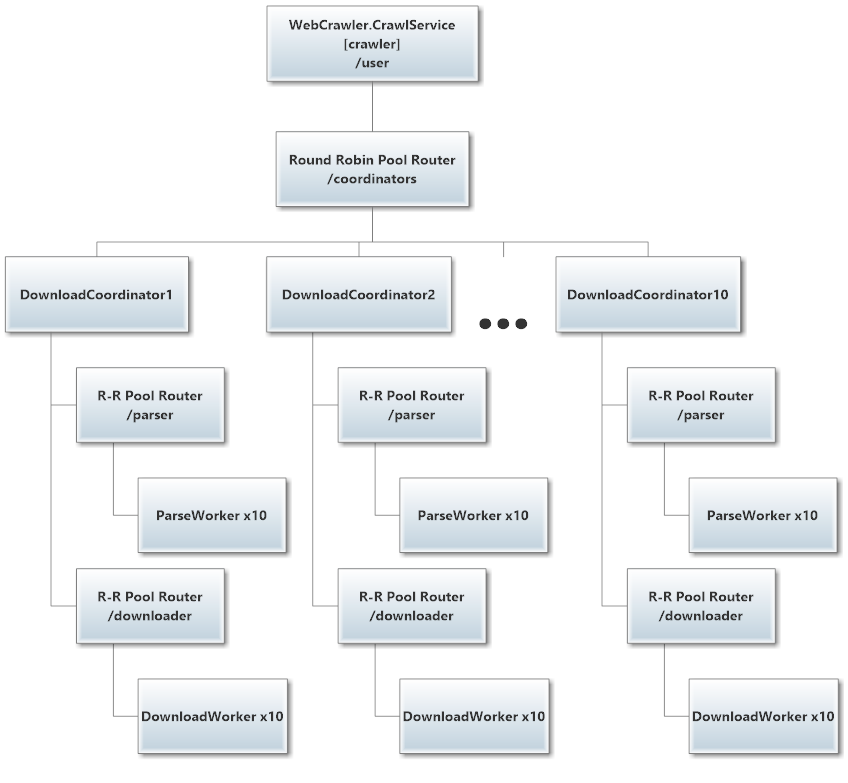 WebCrawler.CrawlService
[crawler]
/user
Round Robin Pool Router
/coordinators
DownloadCoordinator1
DownloadCoordinator2
DownloadCoordinator10
R-R Pool Router
/parser
R-R Pool Router
/parser
R-R Pool Router
/parser
ParseWorker x10
ParseWorker x10
ParseWorker x10
R-R Pool Router
/downloader
R-R Pool Router
/downloader
R-R Pool Router
/downloader
DownloadWorker x10
DownloadWorker x10
DownloadWorker x10